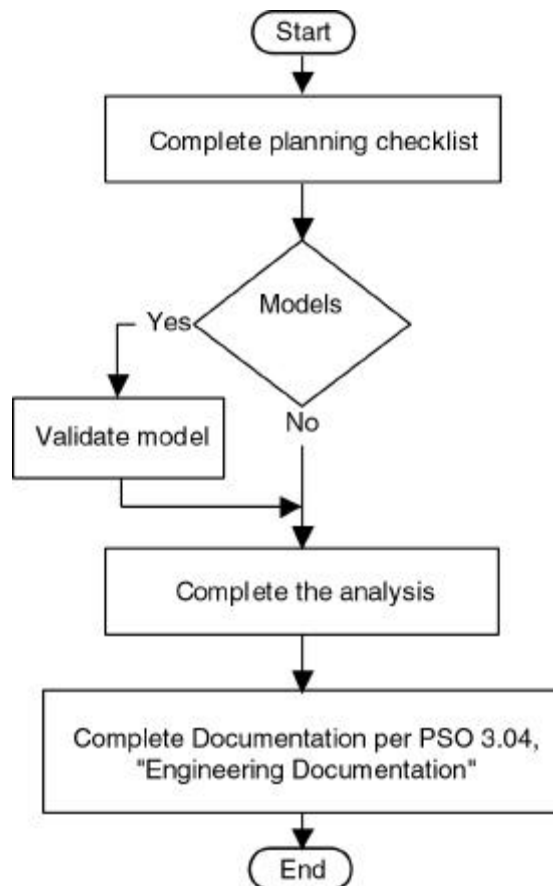 Start
Complete planning checklist
Models
Yes
Validate model
No
Complete the analysis
Complete Documentation per PSO 3.04,
"Engineering Documentation"
End